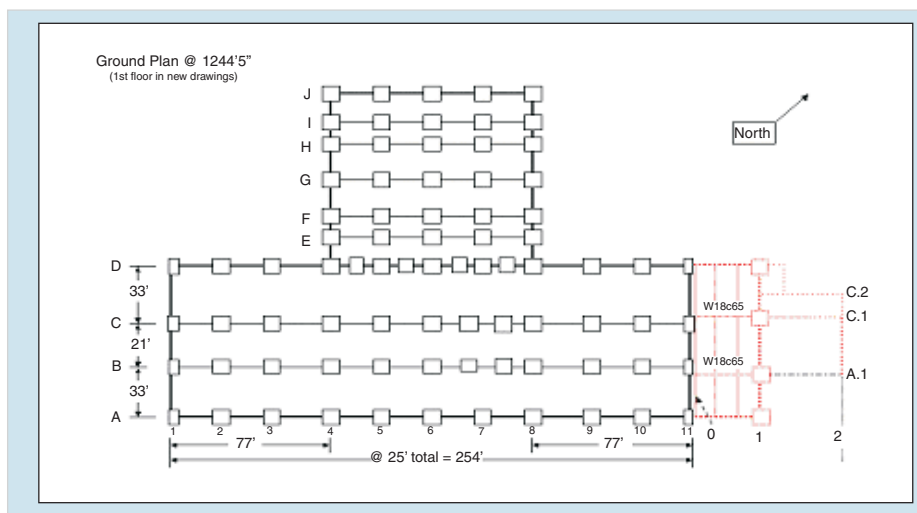 Ground Plan @ 1244'5”
(1st floor in new drawings)
J
I
H
G
F
E
D
33'
C
21'
B
33'
A
North
W18c65
W18c65
C.2
C.1
A.1
1 2 3 4 5 6 7 8 9 10 11 0 1 2
77' 77'
@ 25' total = 254'